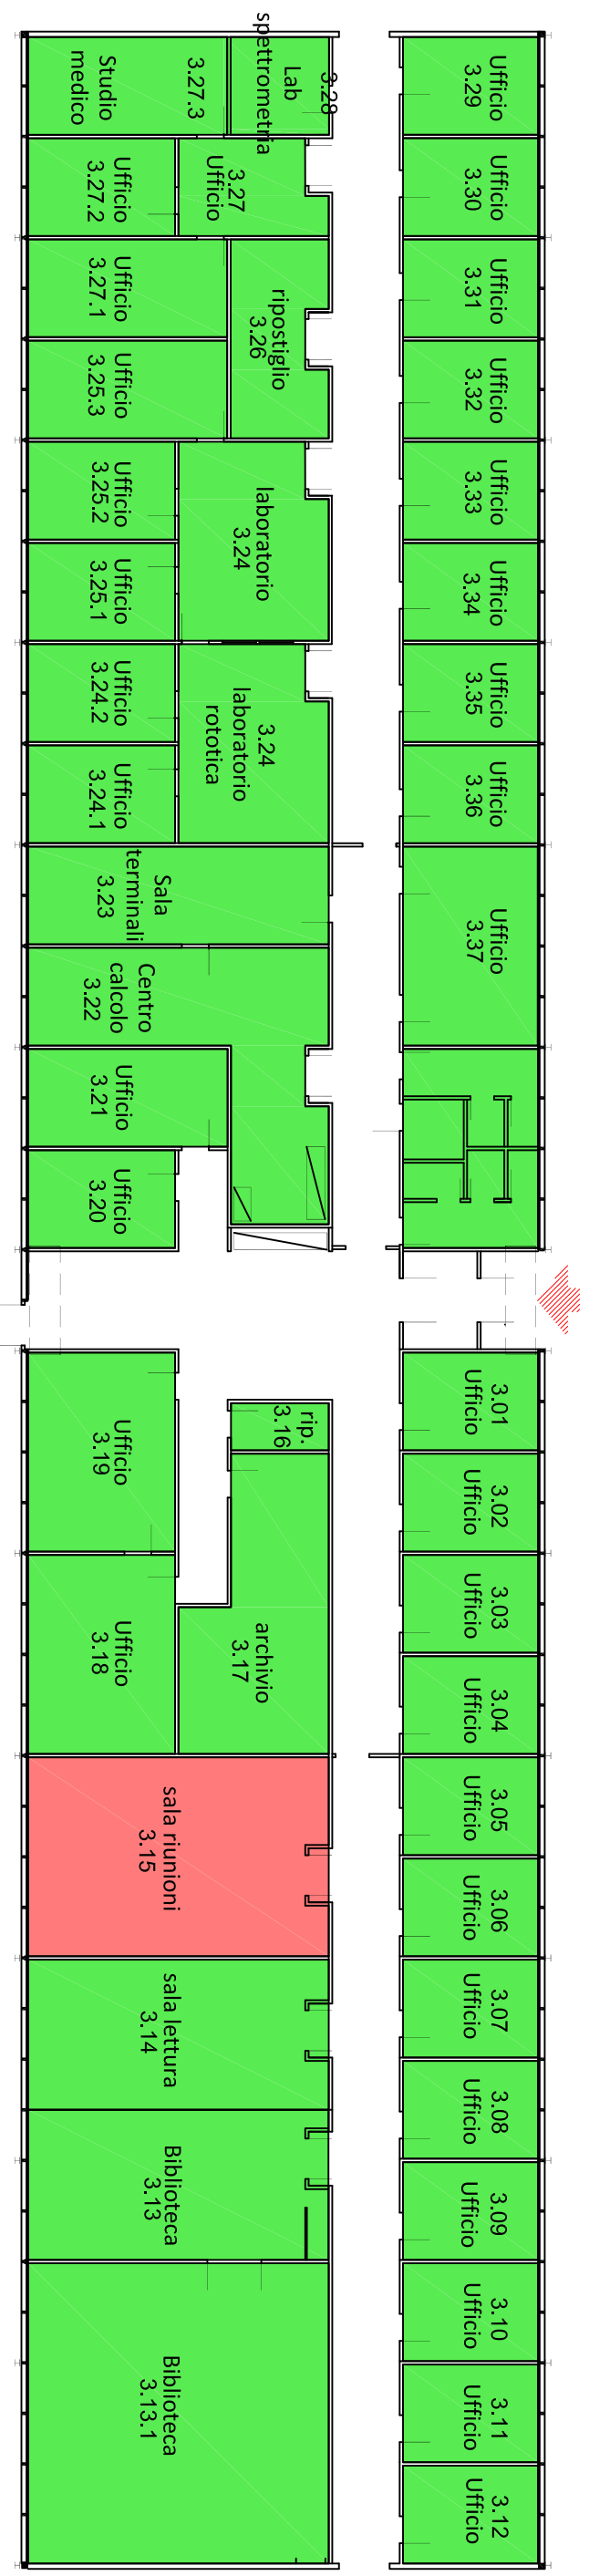 Ufficio
3.29
Ufficio
3.30
Ufficio
3.31
Ufficio
3.32
Ufficio
3.33
Ufficio
3.34
Ufficio
3.35
Ufficio
3.36
Ufficio
3.37
3.01
Ufficio
3.02
Ufficio
3.03
Ufficio
3.04
Ufficio
3.05
Ufficio
3.06
Ufficio
3.07
Ufficio
3.08
Ufficio
3.09
Ufficio
3.10
Ufficio
3.11
Ufficio
3.12
Ufficio
3.28
Lab
spettrometria
3.27
Ufficio
ripostiglio
3.26
laboratorio
3.24
3.24
laboratorio
rototica
rip.
3.16
archivio
3.17
3.27.3
Studio
medico
Ufficio
3.27.2
Ufficio
3.27.1
Ufficio
3.25.3
Ufficio
3.25.2
Ufficio
3.25.1
Ufficio
3.24.2
Ufficio
3.24.1
Sala
terminali
3.23
Centro
calcolo
3.22
Ufficio
3.21
Ufficio
3.20
Ufficio
3.19
Ufficio
3.18
sala riunioni
3.15
sala lettura
3.14
Biblioteca
3.13
Biblioteca
3.13.1